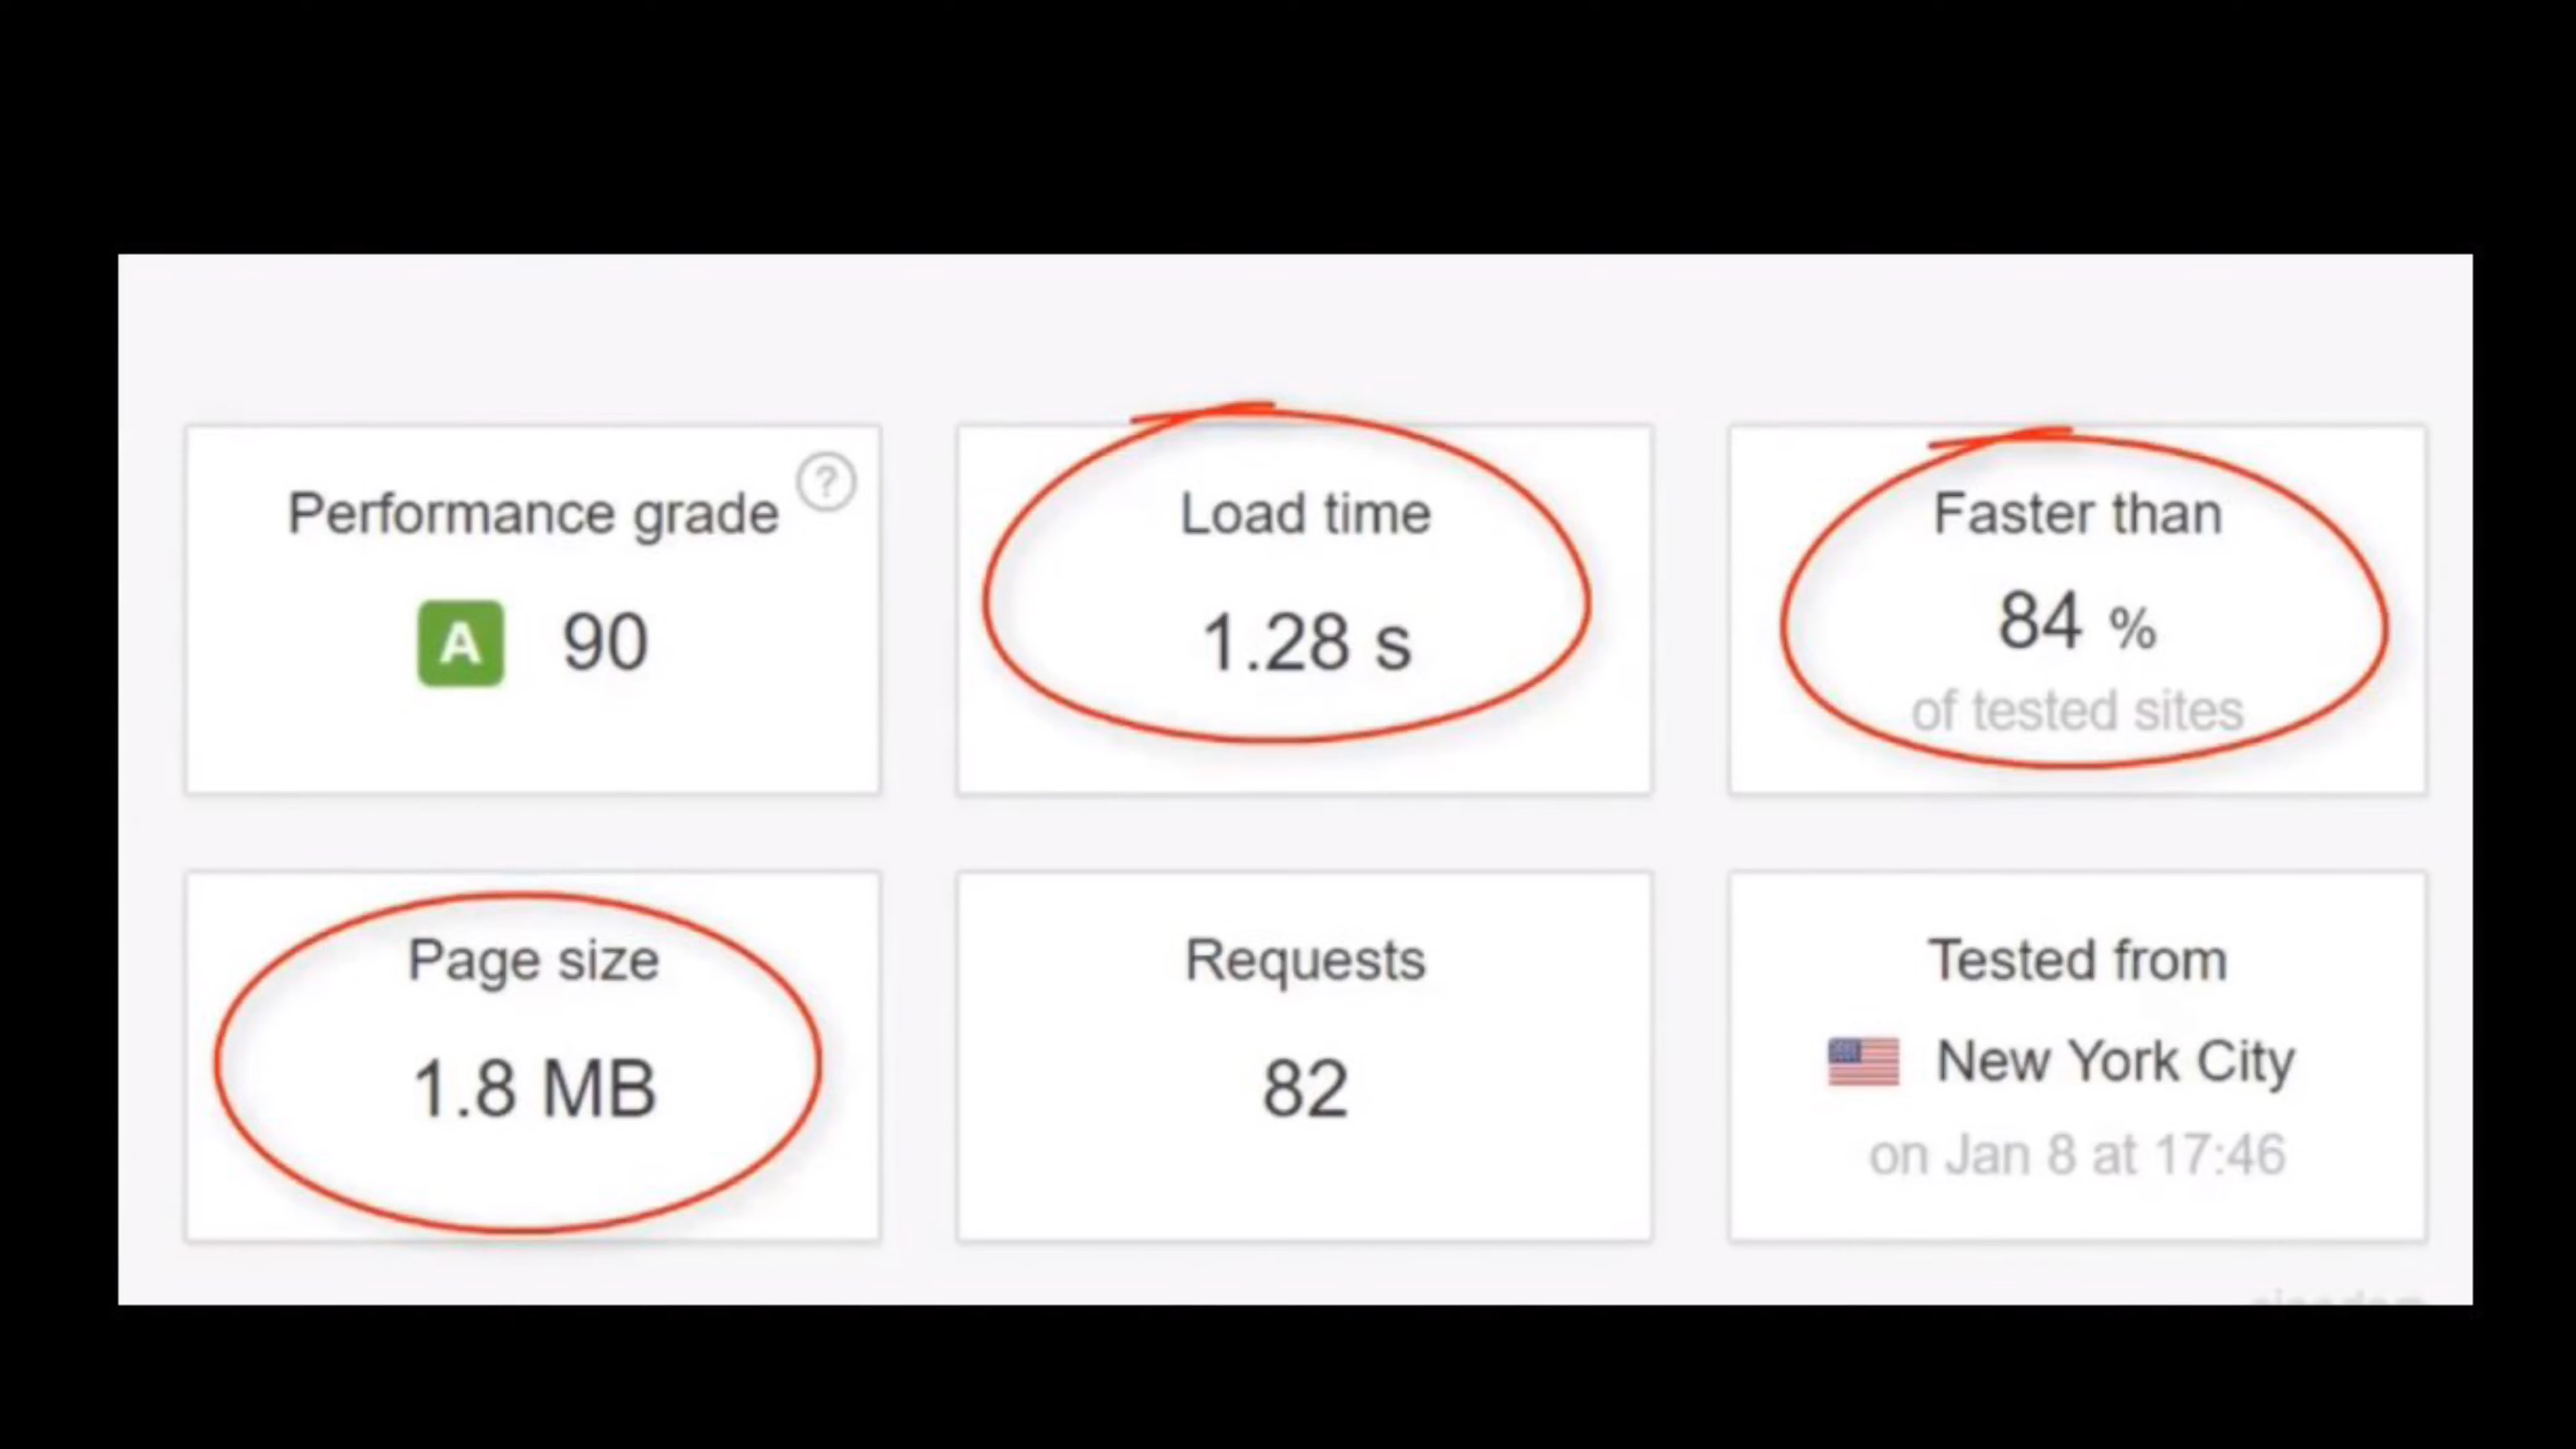 Performance grade
?
A 90
Load time
1.28 s
Faster than
84 %
of tested sites
Page size
1.8 MB
Requests
82
Tested from
New York City
on Jan 8 at 17:46